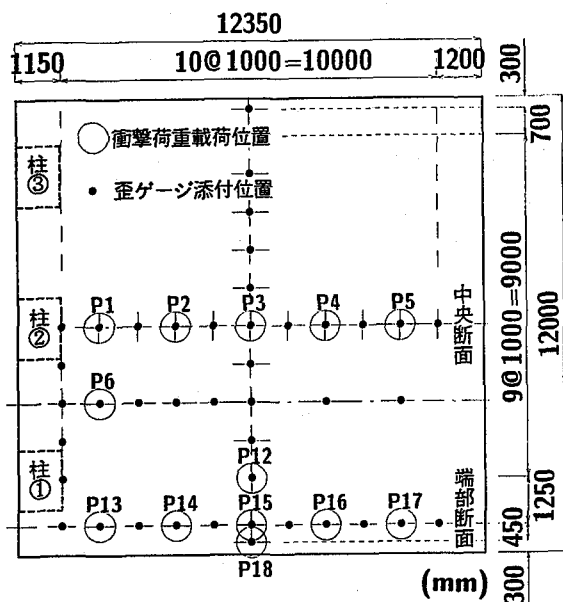 12350
1150 10@1000=10000 1200
300
700
衝撃荷重載荷位置
歪ゲージ添付位置
柱③
柱②
柱①
P1 P2 P3 P4 P5
中央断面
9@1000=9000
12000
P6
P12
P13 P14 P15 P16 P17
端部断面
450
1250
P18
(mm)
300